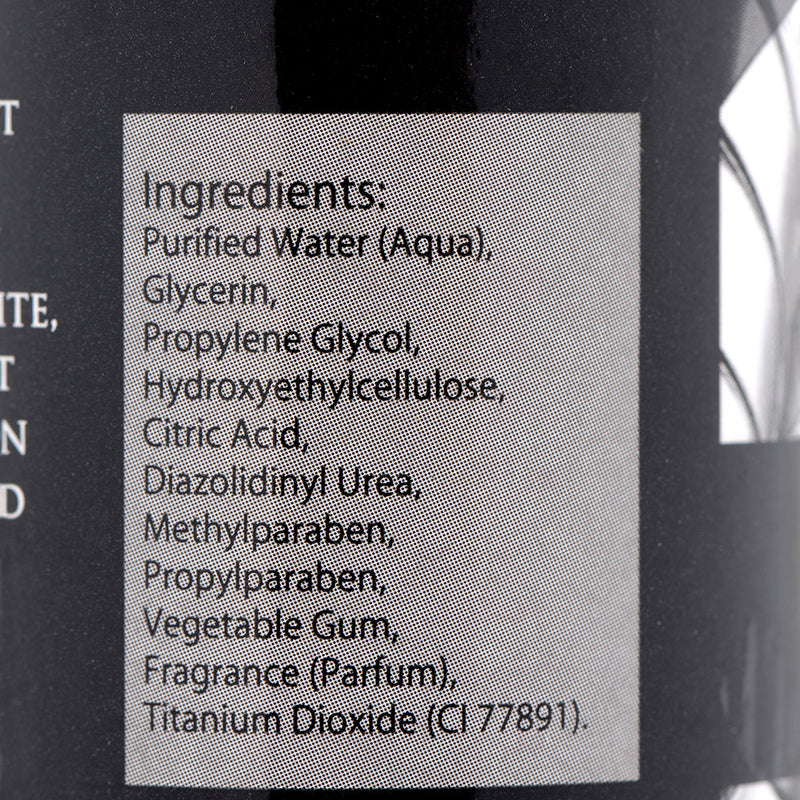 T
ITE,
T
N
D
Ingredients:
Purified Water (Aqua),
Glycerin,
Propylene Glycol,
Hydroxyethylcellulose,
Citric Acid,
Diazolidinyl Urea,
Methylparaben,
Propylparaben,
Vegetable Gum,
Fragrance (Parfum),
Titanium Dioxide (CI 77891).